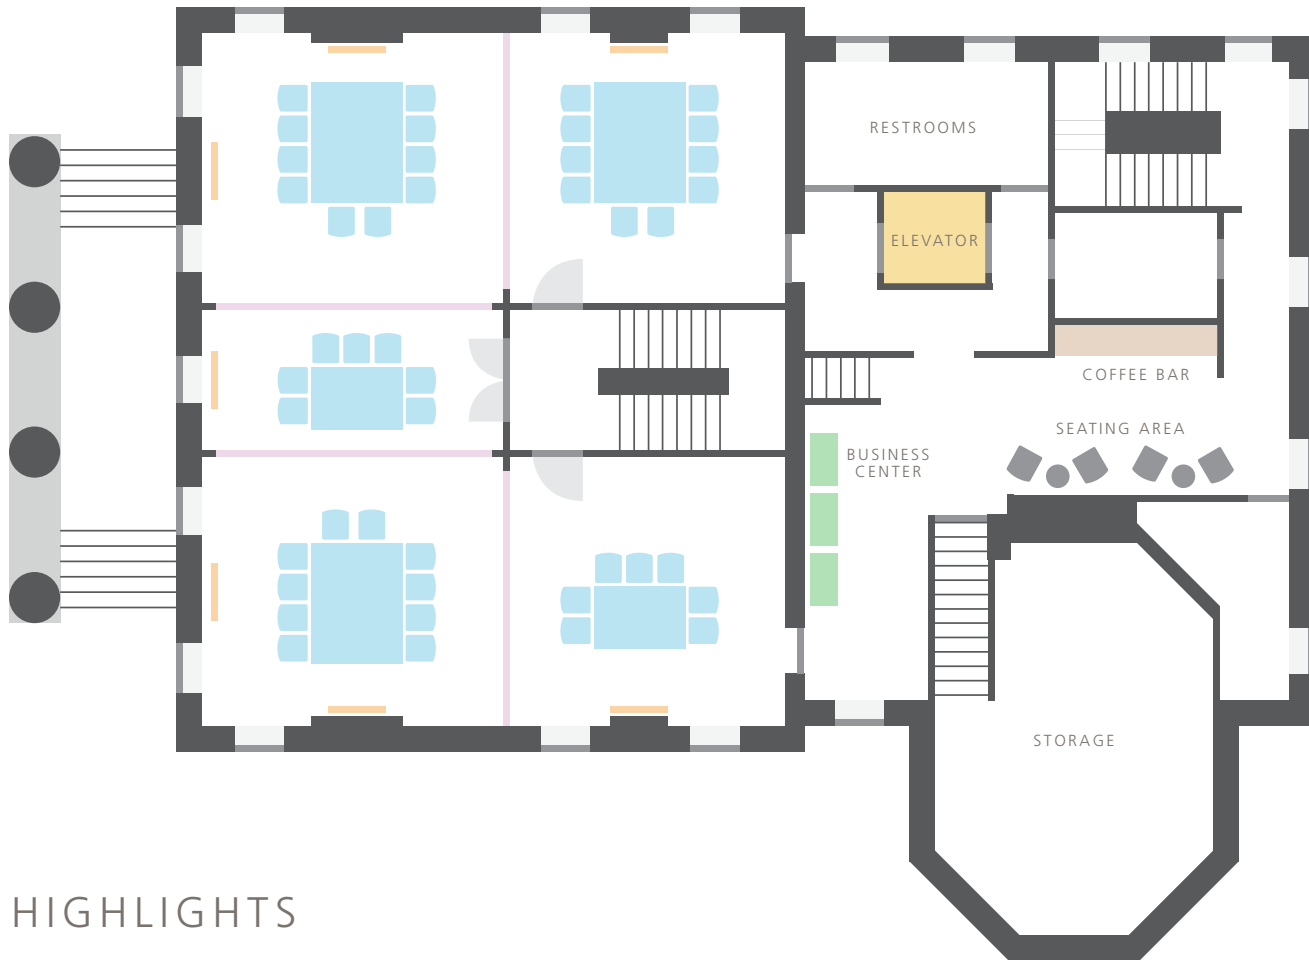 RESTROOMS
ELEVATOR
COFFEE BAR
SEATING AREA
BUSINESS
CENTER
STORAGE
HIGHLIGHTS